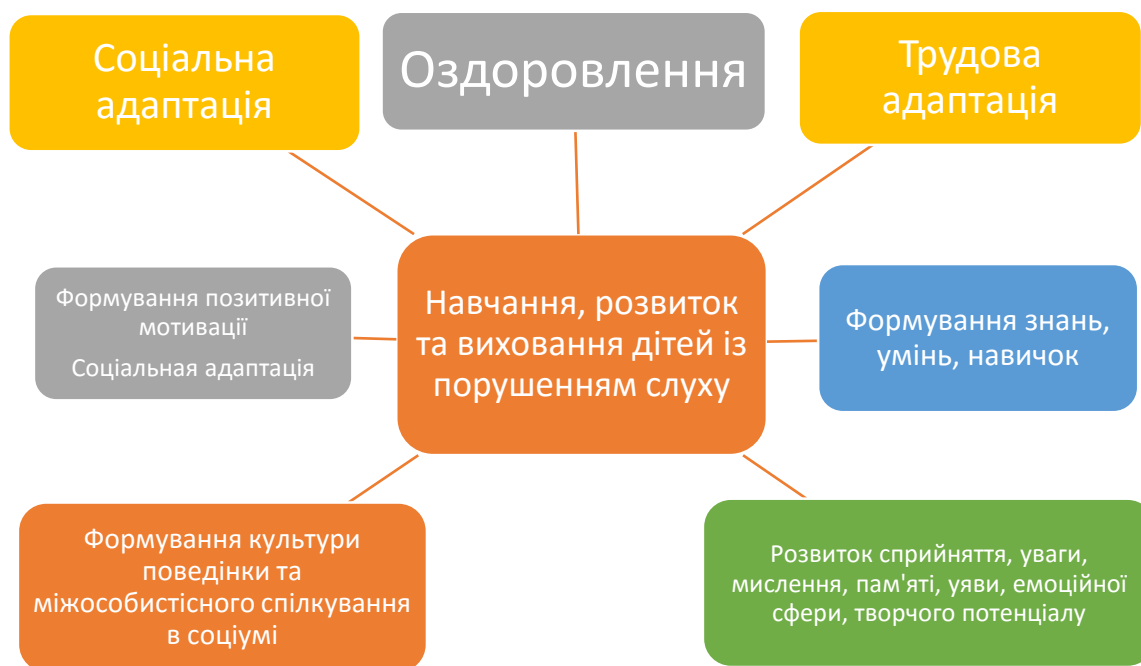 Соціальна
адаптація
Оздоровлення
Трудова
адаптація
Формування позитивної
мотивації
Соціальная адаптація
Навчання, розвиток
та виховання дітей із
порушенням слуху
Формування знань,
умінь, навичок
Формування культури
поведінки та
міжособистісного спілкування
в соціумі
Розвиток сприйняття, уваги,
мислення, пам'яті, уяви, емоційної
сфери, творчого потенціалу